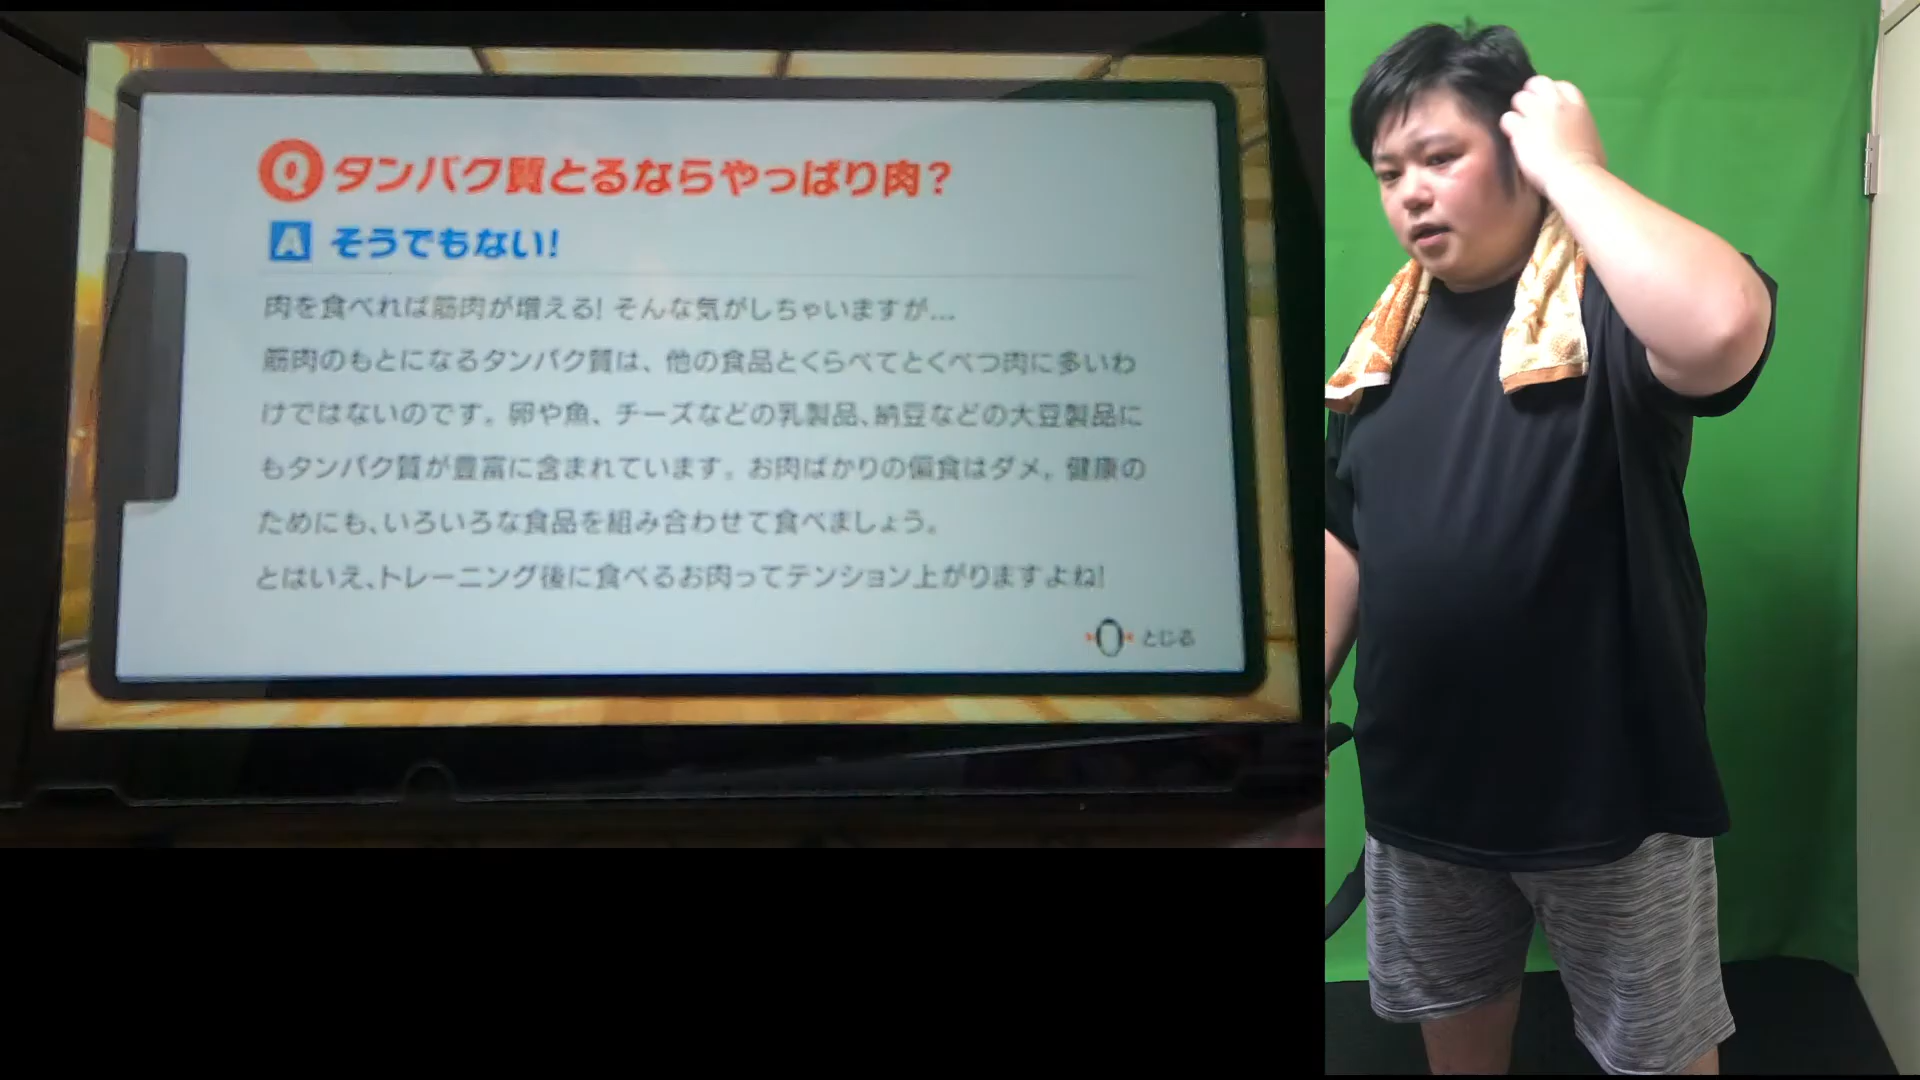 Q タンパク質とるならやっぱり肉？
A そうでもない！
肉を食べれば筋肉が増える！ そんな気がしちゃいますが…
筋肉のもとになるタンパク質は、他の食品とくらべてとくべつ肉に多いわ
けではないのです。卵や魚、チーズなどの乳製品、納豆などの大豆製品に
もタンパク質が豊富に含まれています。お肉ばかりの偏食はダメ。健康の
ためにも、いろいろな食品を組み合わせて食べましょう。
とはいえ、トレーニング後に食べるお肉ってテンション上がりますよね！
とじる